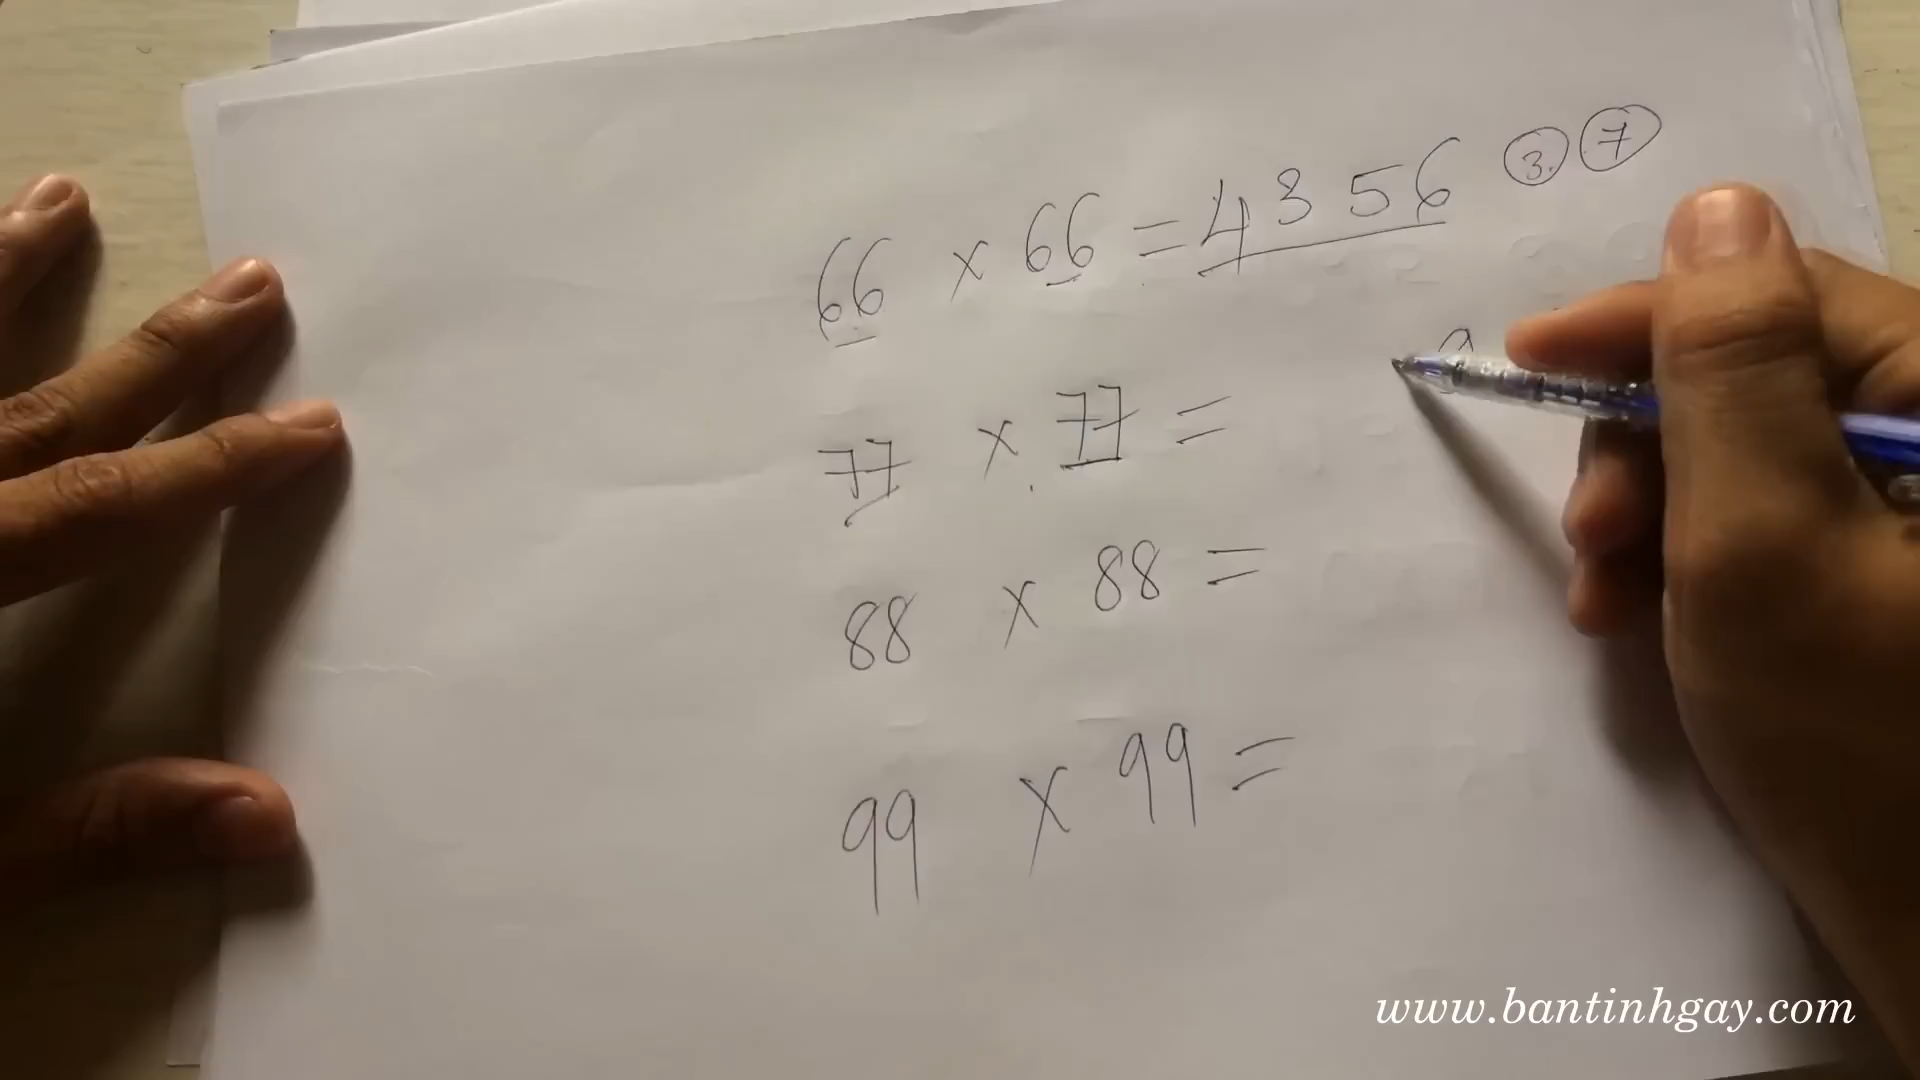 66 × 66 = 4356 3. 7
77 × 77 =
88 × 88 =
99 × 99 =
www.bantinhgay.com